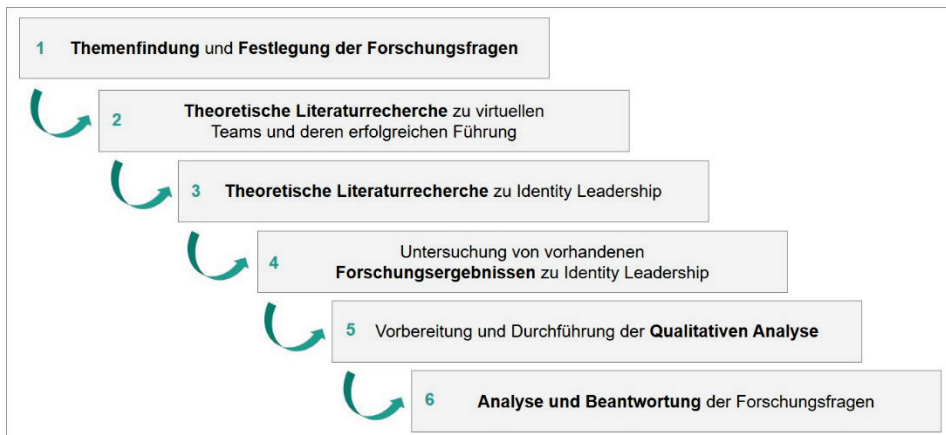 1 Themenfindung und Festlegung der Forschungsfragen
2 Theoretische Literaturrecherche zu virtuellen
Teams und deren erfolgreichen Führung
3 Theoretische Literaturrecherche zu Identity Leadership
4 Untersuchung von vorhandenen
Forschungsergebnissen zu Identity Leadership
5 Vorbereitung und Durchführung der Qualitativen Analyse
6 Analyse und Beantwortung der Forschungsfragen